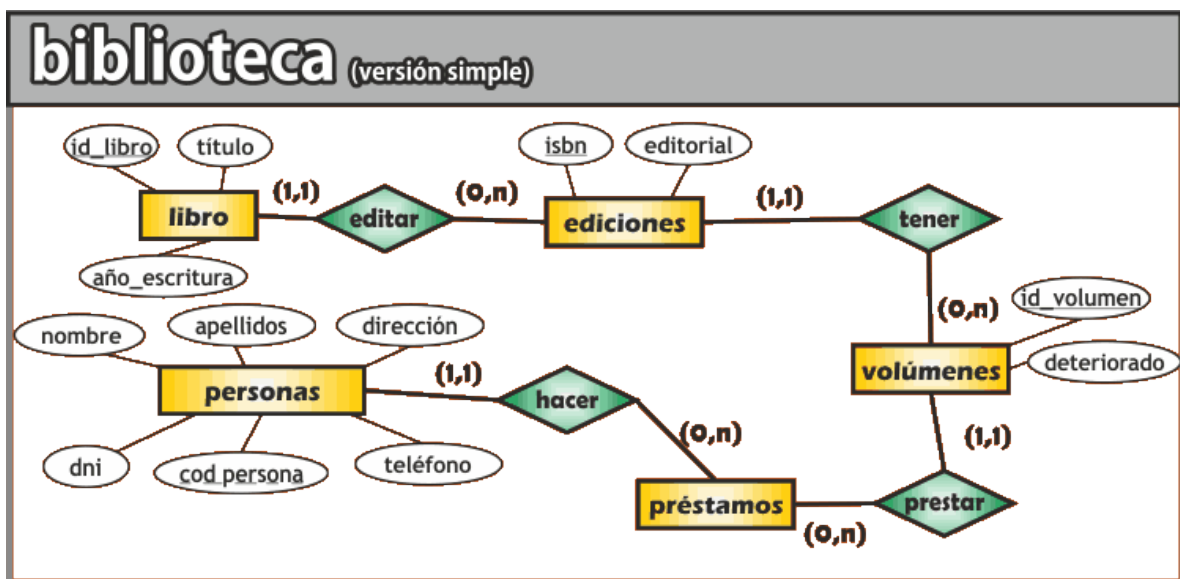 biblioteca (versión simple)
id_libro
título
isbn
editorial
libro
(1,1)
editar
(0,n)
ediciones
(1,1)
tener
año_escritura
id_volumen
(0,n)
nombre
apellidos
dirección
deteriorado
volúmenes
personas
(1,1)
hacer
(0,n)
(1,1)
dni
cod persona
teléfono
préstamos
(0,n)
prestar